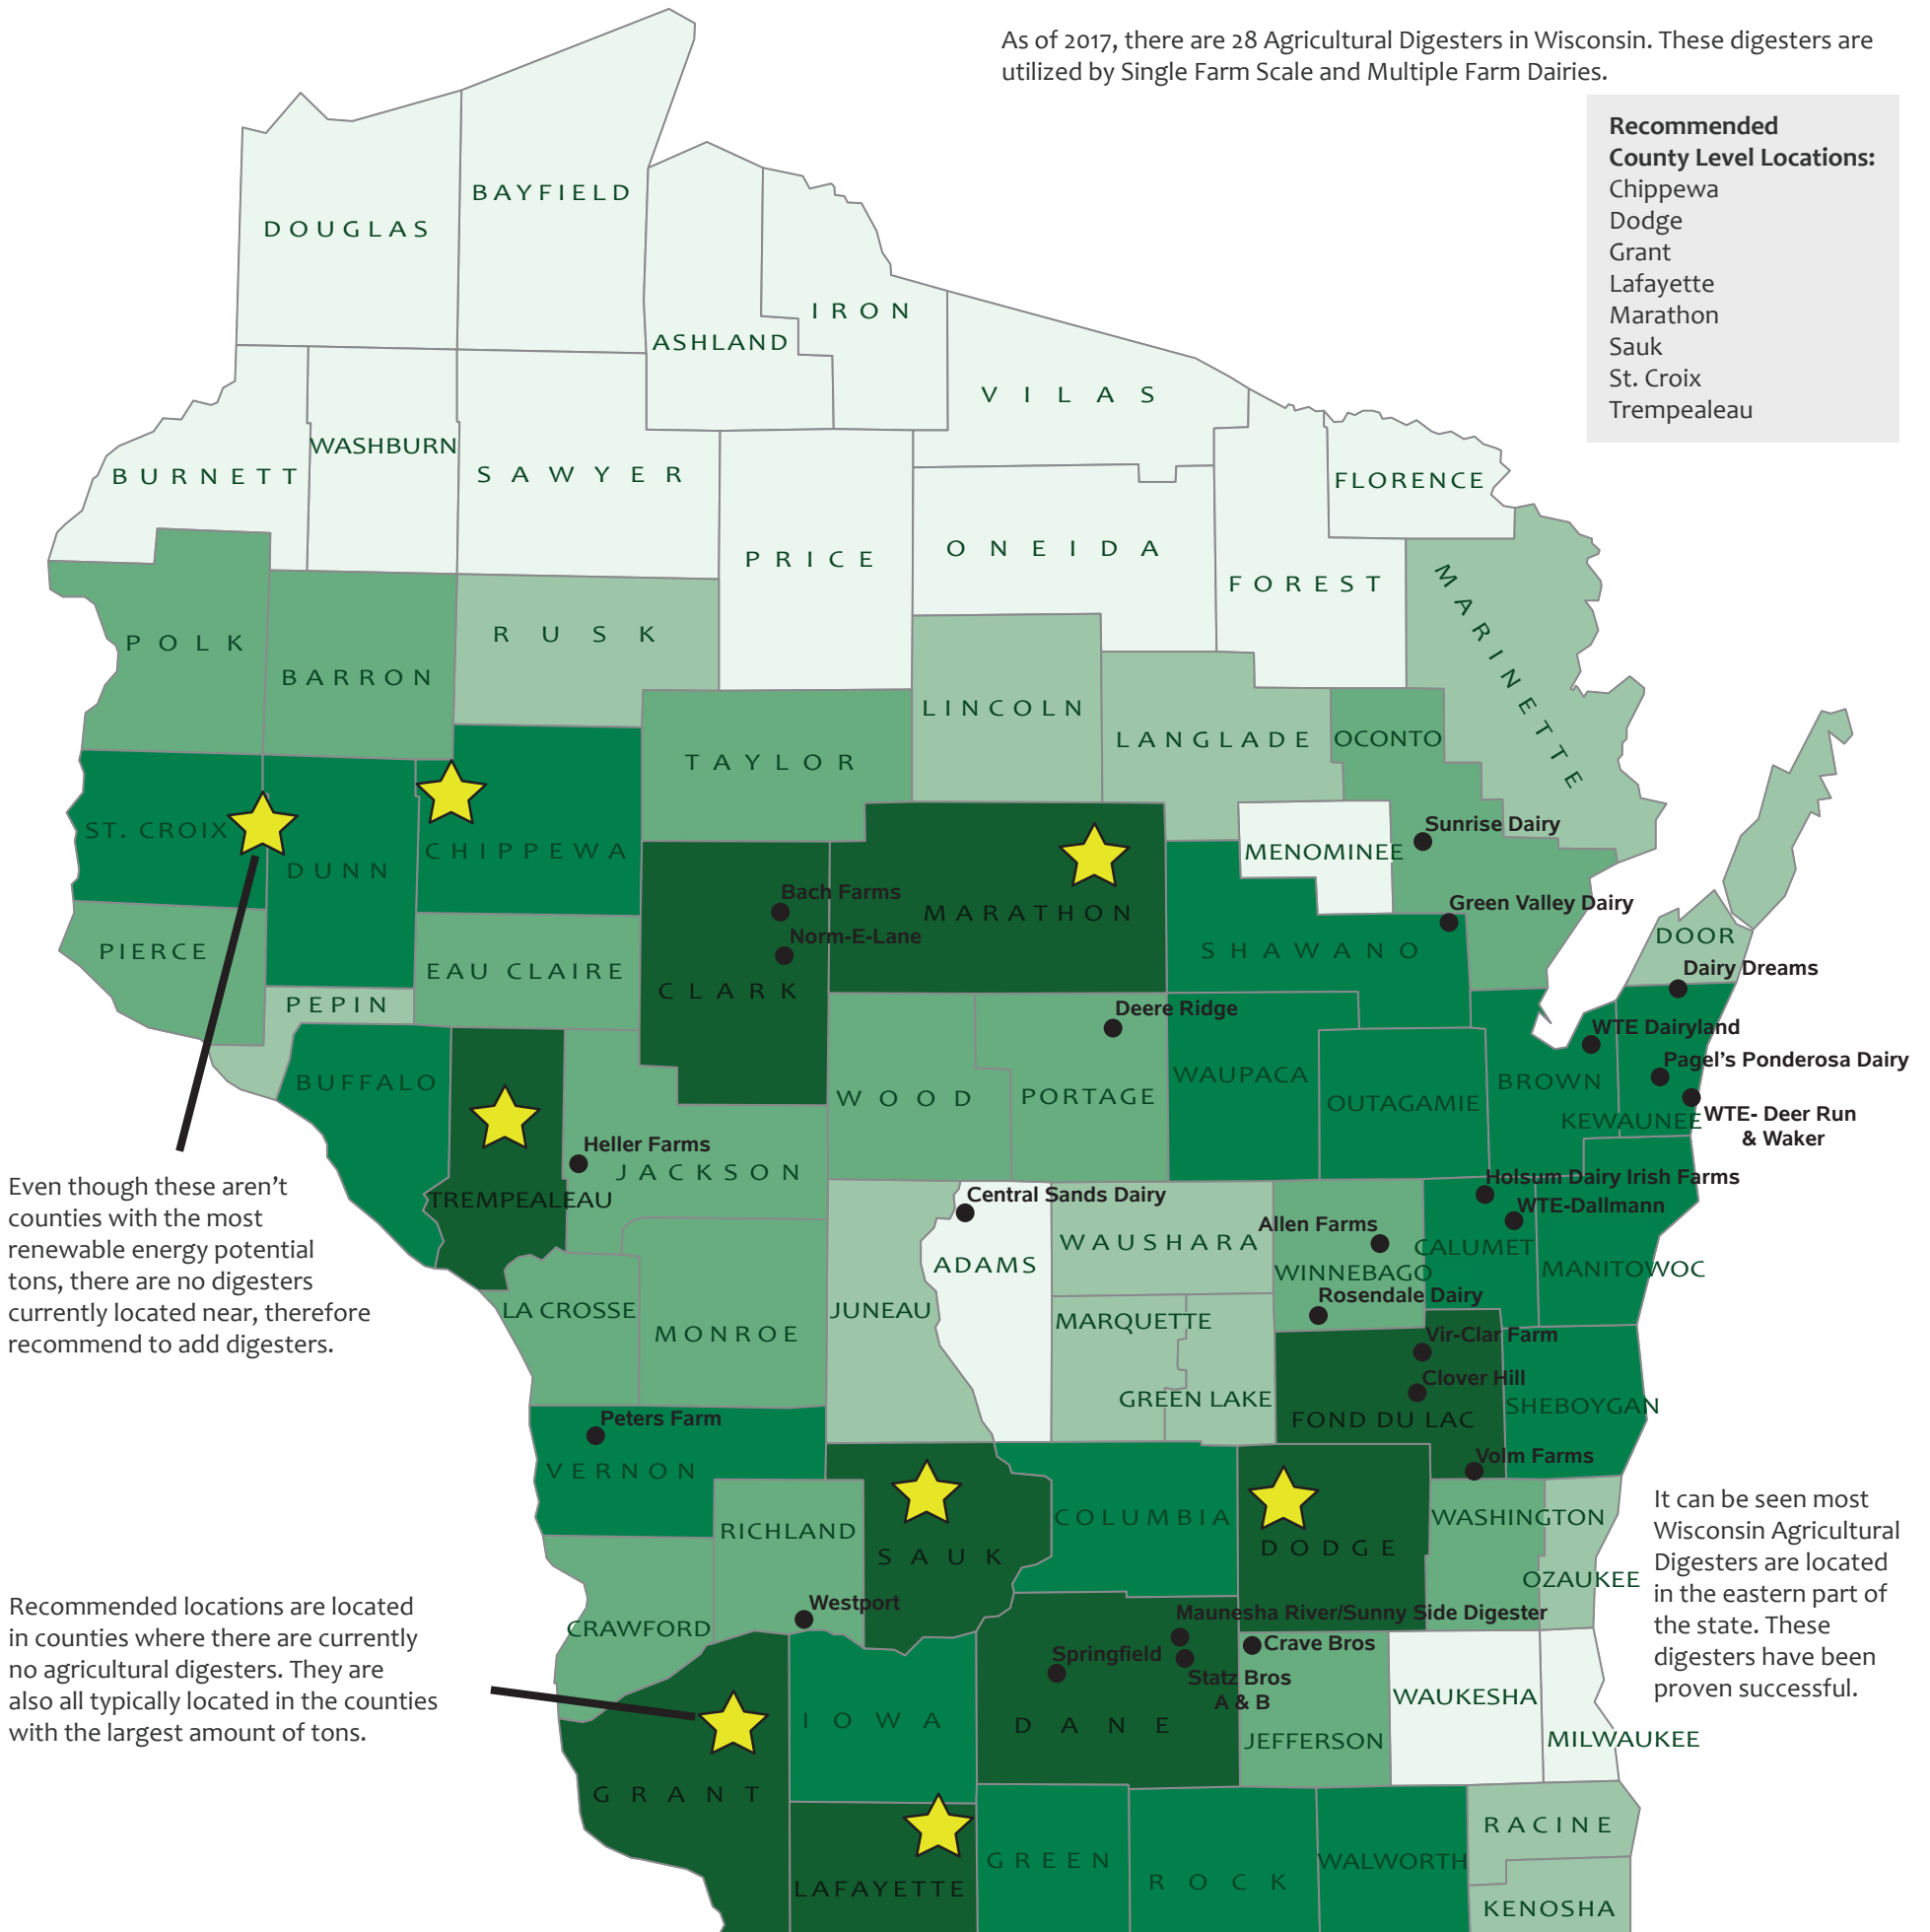 As of 2017, there are 28 Agricultural Digesters in Wisconsin. These digesters are
utilized by Single Farm Scale and Multiple Farm Dairies.
Recommended
County Level Locations:
Chippewa
Dodge
Grant
Lafayette
Marathon
Sauk
St. Croix
Trempealeau
BAYFIELD
DOUGLAS
IRON
ASHLAND
VILAS
WASHBURN
BURNETT
SAWYER
FLORENCE
ONEIDA
PRICE
FOREST
MARINETTE
RUSK
POLK
BARRON
LINCOLN
LANGLADE
OCONTO
TAYLOR
Sunrise Dairy
ST. CROIX
CHIPPEWA
MENOMINEE
DUNN
Bach Farms
MARATHON
Green Valley Dairy
Norm-E-Lane
DOOR
PIERCE
SHAWANO
EAU CLAIRE
Dairy Dreams
CLARK
PEPIN
Deere Ridge
WTE Dairyland
Pagel's Ponderosa Dairy
WAUPACA
BUFFALO
BROWN
WOOD
PORTAGE
OUTAGAMIE
KEWAUNEE
WTE- Deer Run
& Waker
Heller Farms
JACKSON
Holsum Dairy Irish Farms
Even though these aren't
counties with the most
renewable energy potential
tons, there are no digesters
currently located near, therefore
recommend to add digesters.
TREMPEALEAU
Central Sands Dairy
WTE-Dallmann
Allen Farms
WAUSHARA
CALUMET
ADAMS
WINNEBAGO
MANITOWOC
Rosendale Dairy
LA CROSSE
JUNEAU
MARQUETTE
MONROE
Vir-Clar Farm
Clover Hill
GREEN LAKE
SHEBOYGAN
Peters Farm
FOND DU LAC
Volm Farms
VERNON
It can be seen most
Wisconsin Agricultural
Digesters are located
in the eastern part of
the state. These
digesters have been
proven successful.
COLUMBIA
WASHINGTON
RICHLAND
DODGE
SAUK
OZAUKEE
Recommended locations are located
in counties where there are currently
no agricultural digesters. They are
also all typically located in the counties
with the largest amount of tons.
Westport
Maunesha River/Sunny Side Digester
CRAWFORD
Crave Bros
Springfield
Statz Bros
A & B
WAUKESHA
IOWA
DANE
JEFFERSON
MILWAUKEE
GRANT
RACINE
GREEN
WALWORTH
ROCK
LAFAYETTE
KENOSHA